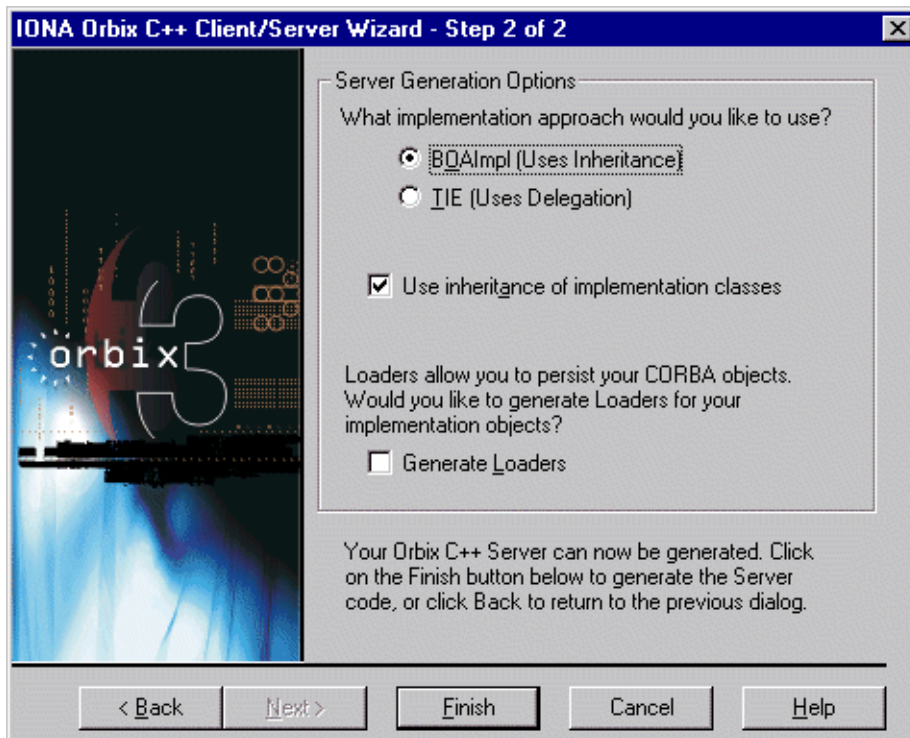 IONA Orbix C++ Client/Server Wizard - Step 2 of 2
Server Generation Options
What implementation approach would you like to use?
BOAImpl (Uses Inheritance)
TIE (Uses Delegation)
Use inheritance of implementation classes
orbix 3
Loaders allow you to persist your CORBA objects.
Would you like to generate Loaders for your
implementation objects?
Generate Loaders
Your Orbix C++ Server can now be generated. Click
on the Finish button below to generate the Server
code, or click Back to return to the previous dialog.
< Back Next > Finish Cancel Help